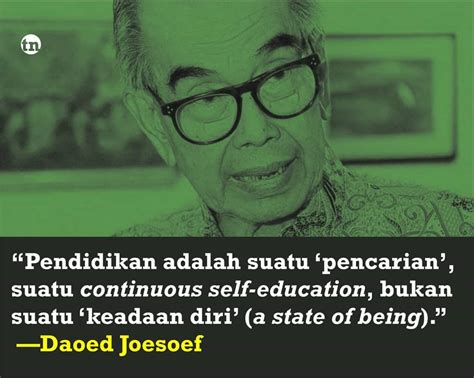 tn
“Pendidikan adalah suatu ‘pencarian’,
suatu continuous self-education, bukan
suatu ‘keadaan diri’ (a state of being).”
—Daoed Joesoef